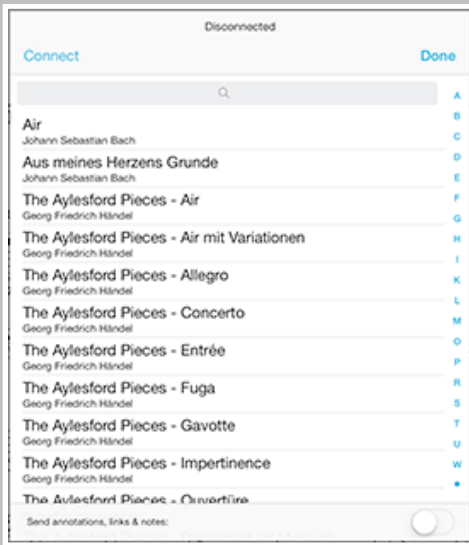 Disconnected
Connect
Done
Air
Johann Sebastian Bach
Aus meines Herzens Grunde
Johann Sebastian Bach
The Aylesford Pieces - Air
Georg Friedrich Händel
The Aylesford Pieces - Air mit Variationen
Georg Friedrich Händel
The Aylesford Pieces - Allegro
Georg Friedrich Händel
The Aylesford Pieces - Concerto
Georg Friedrich Händel
The Aylesford Pieces - Entrée
Georg Friedrich Händel
The Aylesford Pieces - Fuga
Georg Friedrich Händel
The Aylesford Pieces - Gavotte
Georg Friedrich Händel
The Aylesford Pieces - Impertinence
Georg Friedrich Händel
The Aylesford Pieces - Ouvertüre
Send annotations, links & notes:
A
B
C
D
E
F
G
H
I
K
L
M
O
P
R
S
T
U
W